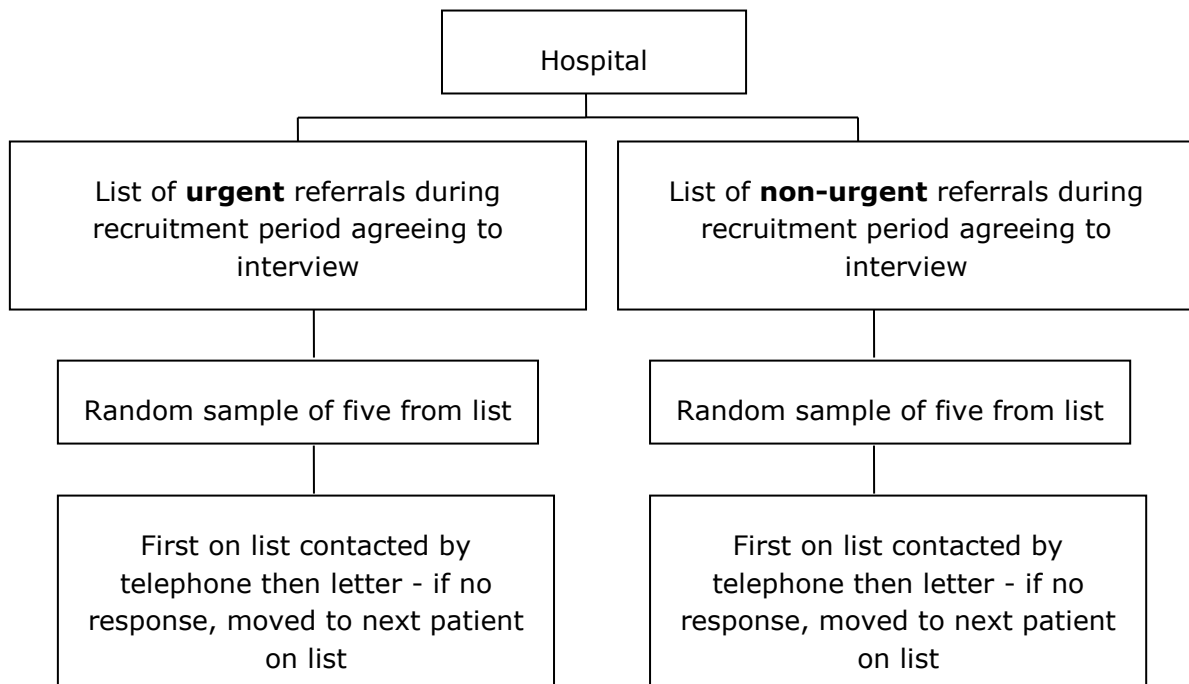 Hospital
List of urgent referrals during
recruitment period agreeing to
interview
List of non-urgent referrals during
recruitment period agreeing to
interview
Random sample of five from list
Random sample of five from list
First on list contacted by
telephone then letter - if no
response, moved to next patient
on list
First on list contacted by
telephone then letter - if no
response, moved to next patient
on list